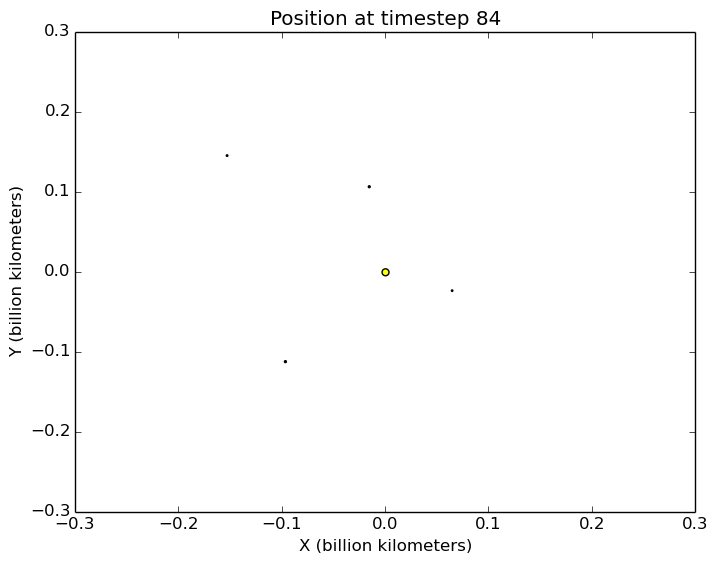 Position at timestep 84
0.3
0.2
0.1
0.0
−0.1
−0.2
−0.3
Y (billion kilometers)
−0.3 −0.2 −0.1 0.0 0.1 0.2 0.3
X (billion kilometers)